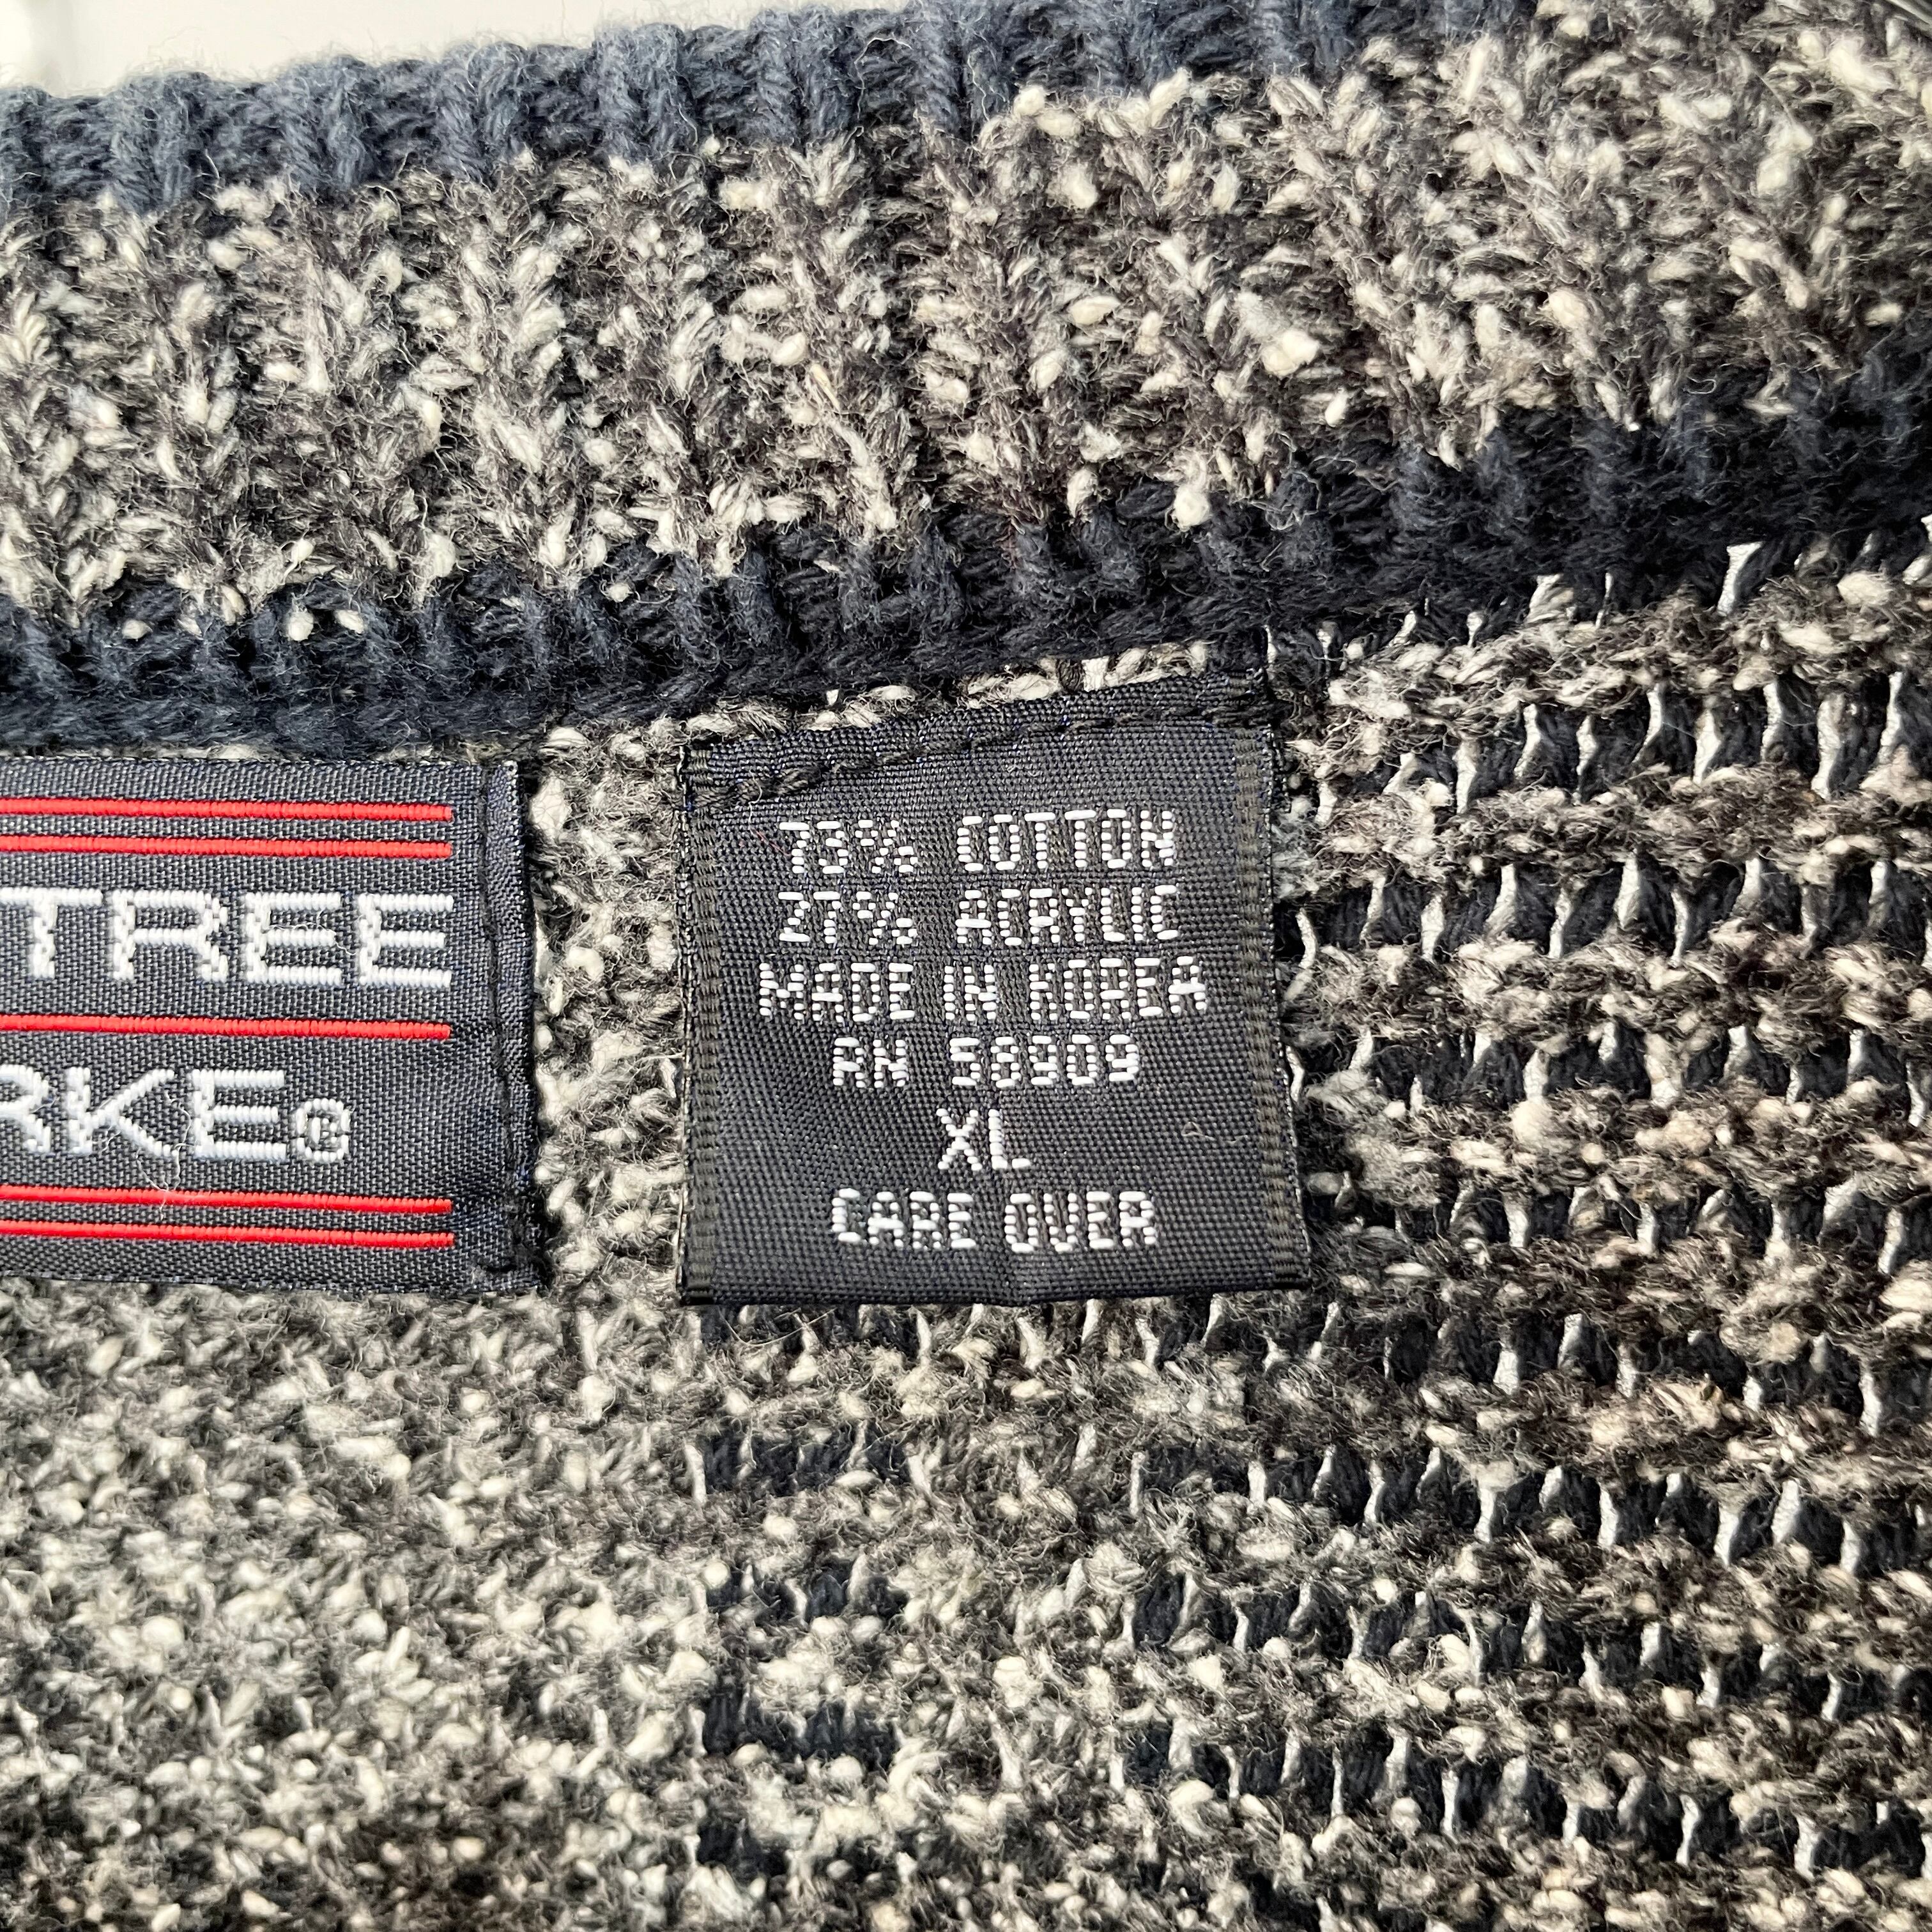 TREE
RKE®
73% COTTON
27% ACRYLIC
MADE IN KOREA
RN 58909
XL
CARE OVER